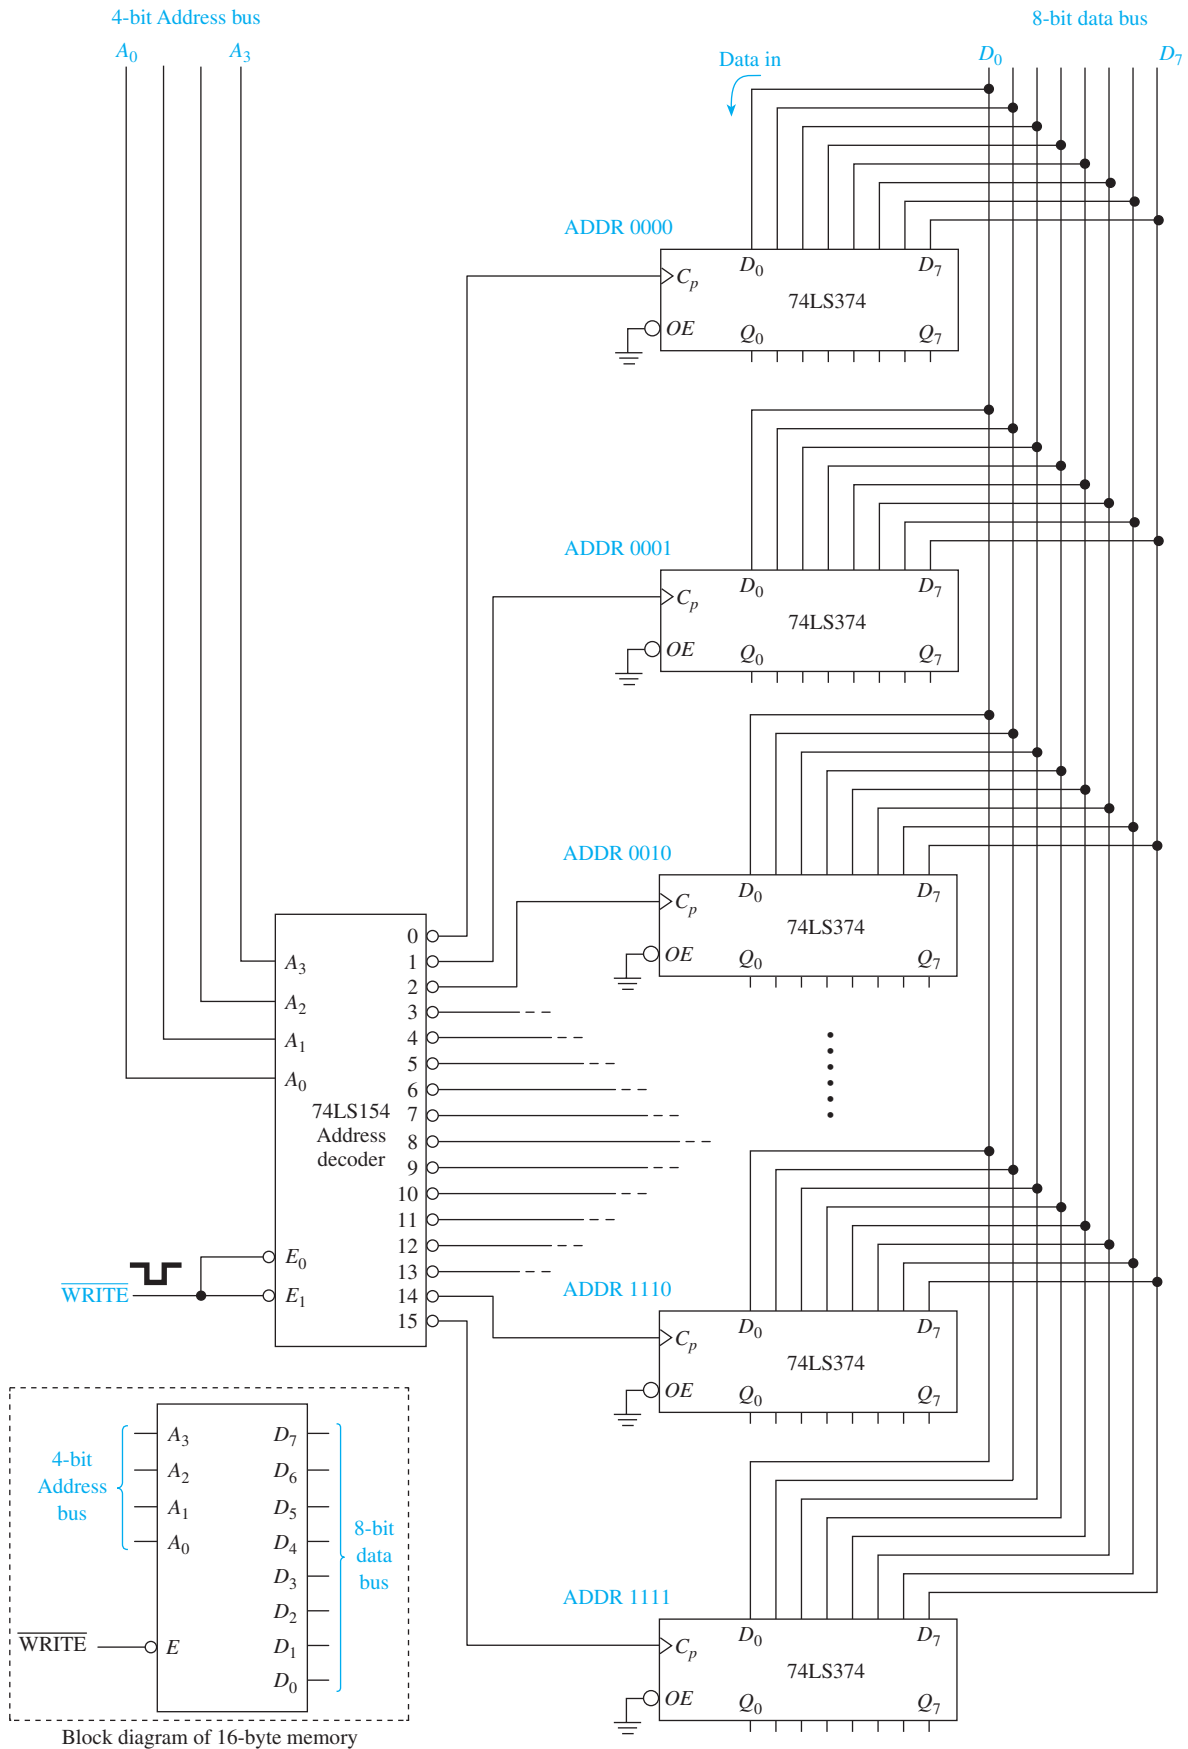 4-bit Address bus
8-bit data bus
A0 A3
Data in
D0 D7
ADDR 0000
D0 D7
Cp
74LS374
OE Q0 Q7
ADDR 0001
D0 D7
Cp
74LS374
OE Q0 Q7
ADDR 0010
D0 D7
Cp
74LS374
OE Q0 Q7
A3
A2
A1
A0
74LS154
Address
decoder
E0
E1
WRITE
0
1
2
3
4
5
6
7
8
9
10
11
12
13
14
15
ADDR 1110
D0 D7
Cp
74LS374
OE Q0 Q7
ADDR 1111
D0 D7
Cp
74LS374
OE Q0 Q7
4-bit
Address
bus
A3
A2
A1
A0
WRITE E
D7
D6
D5
D4
D3
D2
D1
D0
8-bit
data
bus
Block diagram of 16-byte memory